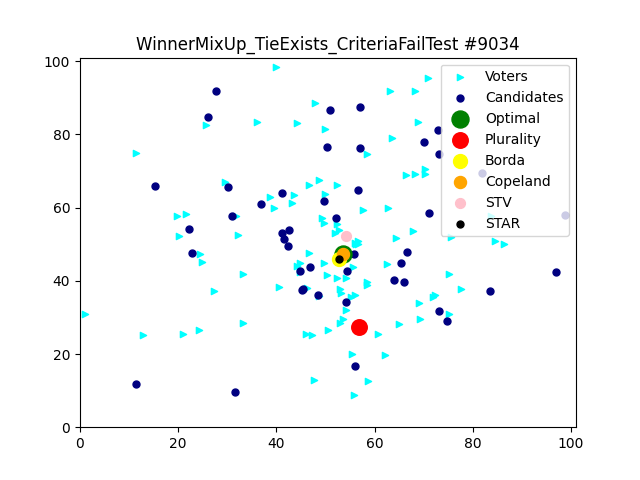 WinnerMixUp_TieExists_CriteriaFailTest #9034
100
80
60
40
20
0
0
20
40
60
80
100
Voters
Candidates
Optimal
Plurality
Borda
Copeland
STV
STAR